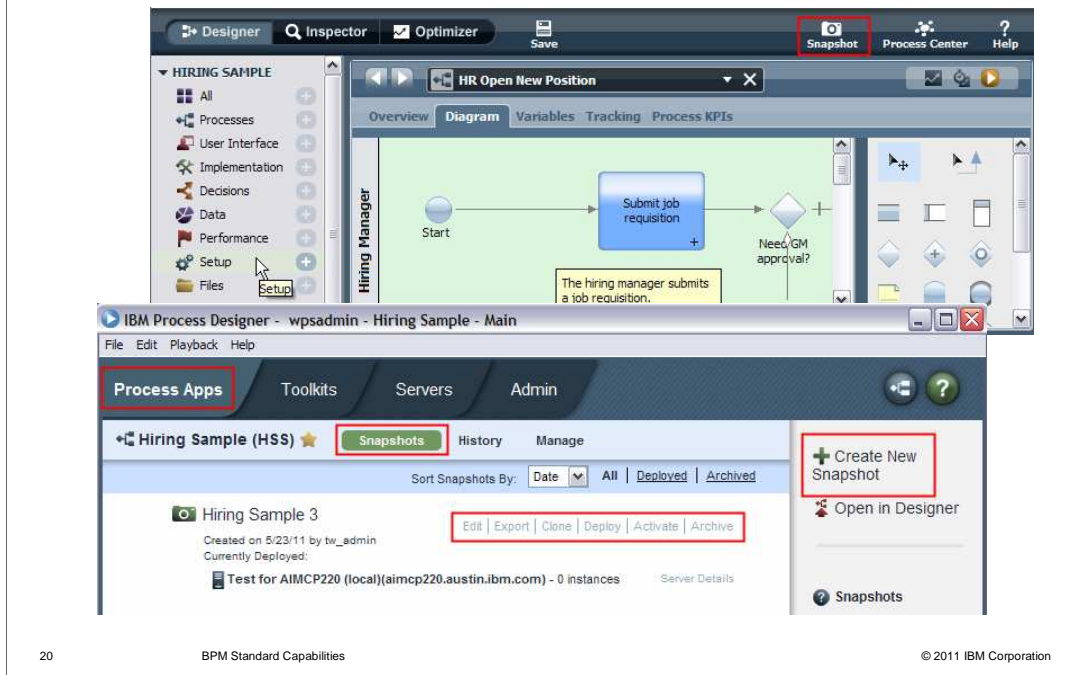 Designer Inspector Optimizer
Save
Snapshot Process Center Help
HIRING SAMPLE
All
Processes
User Interface
Implementation
Decisions
Data
Performance
Setup
Files
Setup
HR Open New Position
Overview Diagram Variables Tracking Process KPIs
Hiring Manager
Start
Submit job
requisition
Need GM
approval?
The hiring manager submits
a job requisition.
IBM Process Designer - wpsadmin - Hiring Sample - Main
File Edit Playback Help
Process Apps Toolkits Servers Admin
Hiring Sample (HSS) Snapshots History Manage
Sort Snapshots By: Date All | Deployed | Archived
Hiring Sample 3
Edit | Export | Clone | Deploy | Activate | Archive
Created on 5/23/11 by tw_admin
Currently Deployed:
Test for AIMCP220 (local)(aimcp220.austin.ibm.com) - 0 instances Server Details
Create New
Snapshot
Open in Designer
Snapshots
20 BPM Standard Capabilities © 2011 IBM Corporation